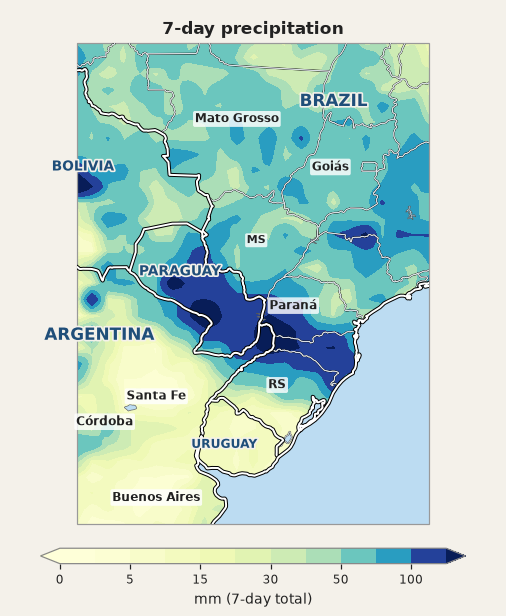 7-day precipitation
BRAZIL
Mato Grosso
BOLIVIA
Goiás
MS
PARAGUAY
Paraná
ARGENTINA
RS
Santa Fe
Córdoba
URUGUAY
Buenos Aires
0 5 15 30 50 100
mm (7-day total)